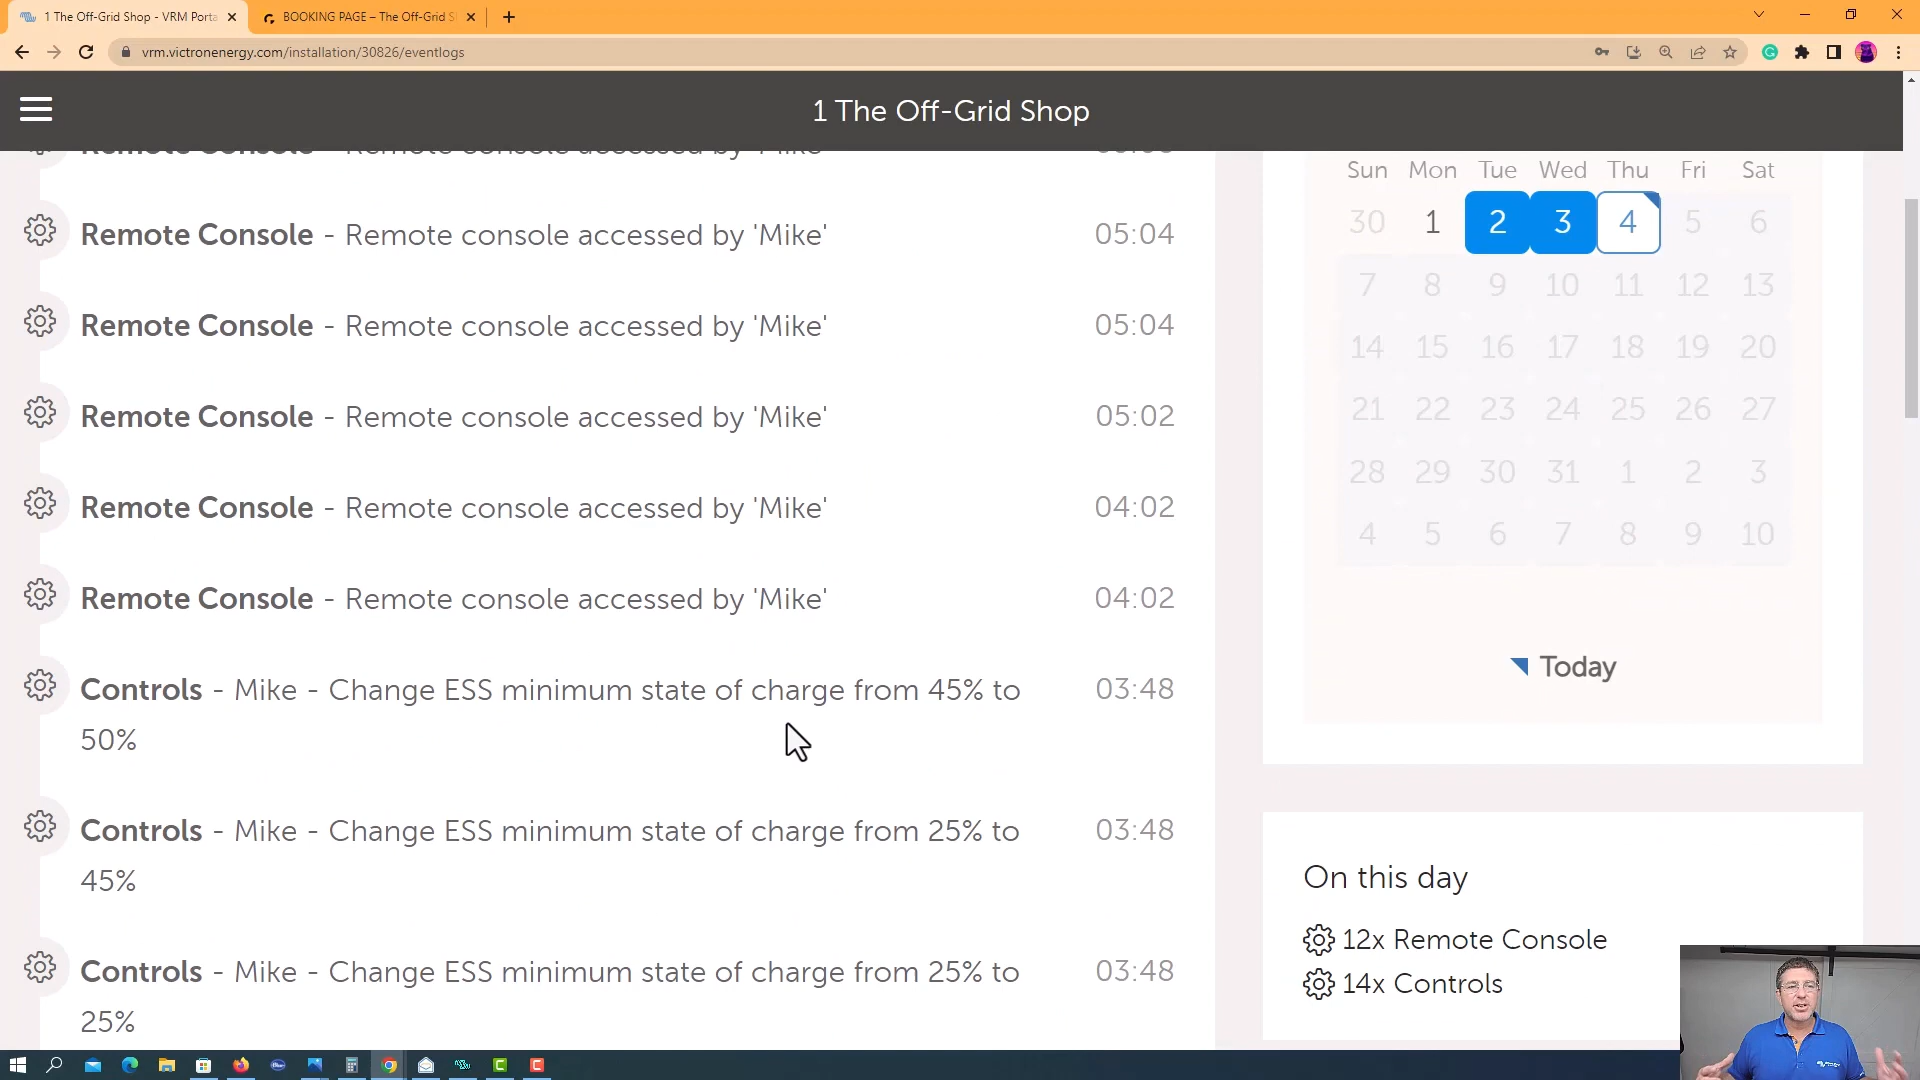 1 The Off-Grid Shop - VRM Porta
BOOKING PAGE – The Off-Grid S
vrm.victronenergy.com/installation/30826/eventlogs
1 The Off-Grid Shop
Remote Console - Remote console accessed by 'Mike'
Remote Console - Remote console accessed by 'Mike' 05:04
Remote Console - Remote console accessed by 'Mike' 05:04
Remote Console - Remote console accessed by 'Mike' 05:02
Remote Console - Remote console accessed by 'Mike' 04:02
Remote Console - Remote console accessed by 'Mike' 04:02
Controls - Mike - Change ESS minimum state of charge from 45% to 03:48
50%
Controls - Mike - Change ESS minimum state of charge from 25% to 03:48
45%
Controls - Mike - Change ESS minimum state of charge from 25% to 03:48
25%
Sun Mon Tue Wed Thu Fri Sat
30 1 2 3 4 5 6
7 8 9 10 11 12 13
14 15 16 17 18 19 20
21 22 23 24 25 26 27
28 29 30 31 1 2 3
4 5 6 7 8 9 10
Today
On this day
12x Remote Console
14x Controls